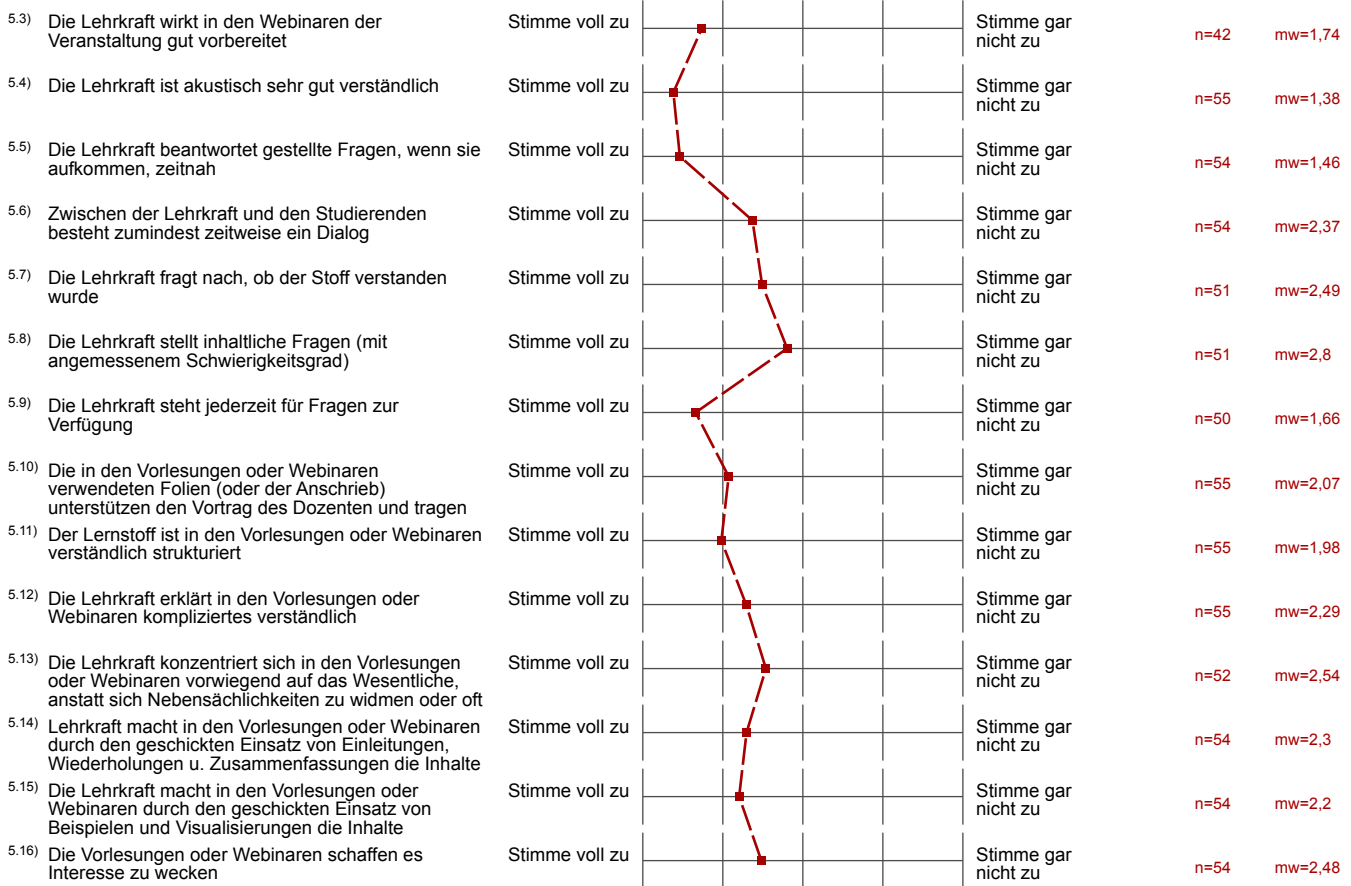 5.3) Die Lehrkraft wirkt in den Webinaren der Stimme voll zu Stimme gar
Veranstaltung gut vorbereitet nicht zu n=42 mw=1,74
5.4) Die Lehrkraft ist akustisch sehr gut verständlich Stimme voll zu Stimme gar
nicht zu n=55 mw=1,38
5.5) Die Lehrkraft beantwortet gestellte Fragen, wenn sie Stimme voll zu Stimme gar
aufkommen, zeitnah nicht zu n=54 mw=1,46
5.6) Zwischen der Lehrkraft und den Studierenden Stimme voll zu Stimme gar
besteht zumindest zeitweise ein Dialog nicht zu n=54 mw=2,37
5.7) Die Lehrkraft fragt nach, ob der Stoff verstanden Stimme voll zu Stimme gar
wurde nicht zu n=51 mw=2,49
5.8) Die Lehrkraft stellt inhaltliche Fragen (mit Stimme voll zu Stimme gar
angemessenem Schwierigkeitsgrad) nicht zu n=51 mw=2,8
5.9) Die Lehrkraft steht jederzeit für Fragen zur Stimme voll zu Stimme gar
Verfügung nicht zu n=50 mw=1,66
5.10) Die in den Vorlesungen oder Webinaren Stimme voll zu Stimme gar
verwendeten Folien (oder der Anschrieb) nicht zu n=55 mw=2,07
unterstützen den Vortrag des Dozenten und tragen
5.11) Der Lernstoff ist in den Vorlesungen oder Webinaren Stimme voll zu Stimme gar
verständlich strukturiert nicht zu n=55 mw=1,98
5.12) Die Lehrkraft erklärt in den Vorlesungen oder Stimme voll zu Stimme gar
Webinaren kompliziertes verständlich nicht zu n=55 mw=2,29
5.13) Die Lehrkraft konzentriert sich in den Vorlesungen Stimme voll zu Stimme gar
oder Webinaren vorwiegend auf das Wesentliche, nicht zu n=52 mw=2,54
anstatt sich Nebensächlichkeiten zu widmen oder oft
5.14) Lehrkraft macht in den Vorlesungen oder Webinaren Stimme voll zu Stimme gar
durch den geschickten Einsatz von Einleitungen, nicht zu n=54 mw=2,3
Wiederholungen u. Zusammenfassungen die Inhalte
5.15) Die Lehrkraft macht in den Vorlesungen oder Stimme voll zu Stimme gar
Webinaren durch den geschickten Einsatz von nicht zu n=54 mw=2,2
Beispielen und Visualisierungen die Inhalte
5.16) Die Vorlesungen oder Webinaren schaffen es Stimme voll zu Stimme gar
Interesse zu wecken nicht zu n=54 mw=2,48